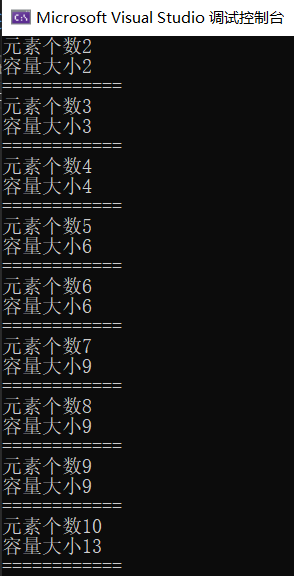 Microsoft Visual Studio 调试控制台
元素个数2
容量大小2
============
元素个数3
容量大小3
============
元素个数4
容量大小4
============
元素个数5
容量大小6
============
元素个数6
容量大小6
============
元素个数7
容量大小9
============
元素个数8
容量大小9
============
元素个数9
容量大小9
============
元素个数10
容量大小13
============